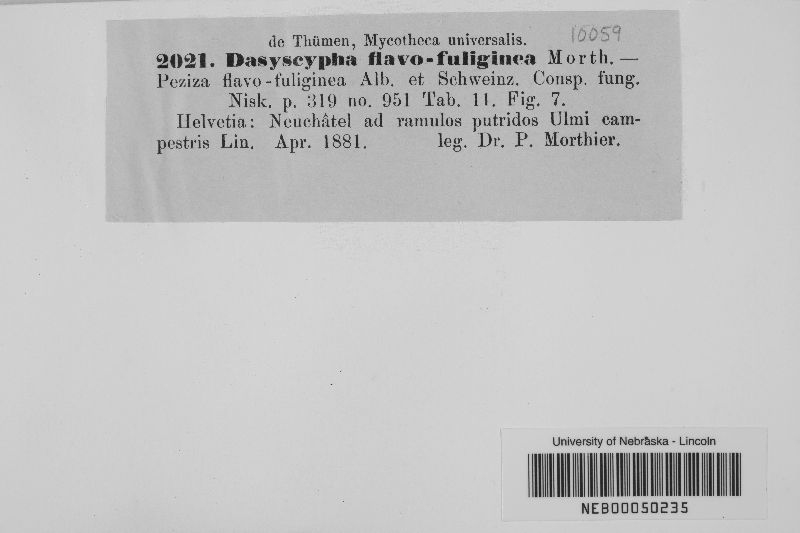 10059
de Thümen, Mycotheca universalis.
2021. Dasyscypha flavo-fuliginea Morth. —
Peziza flavo-fuliginea Alb. et Schweinz. Consp. fung.
Nisk. p. 319 no. 951 Tab. 11. Fig. 7.
Helvetia: Neuchâtel ad ramulos putridos Ulmi cam-
pestris Lin. Apr. 1881. leg. Dr. P. Morthier.
University of Nebraska - Lincoln
NEB00050235